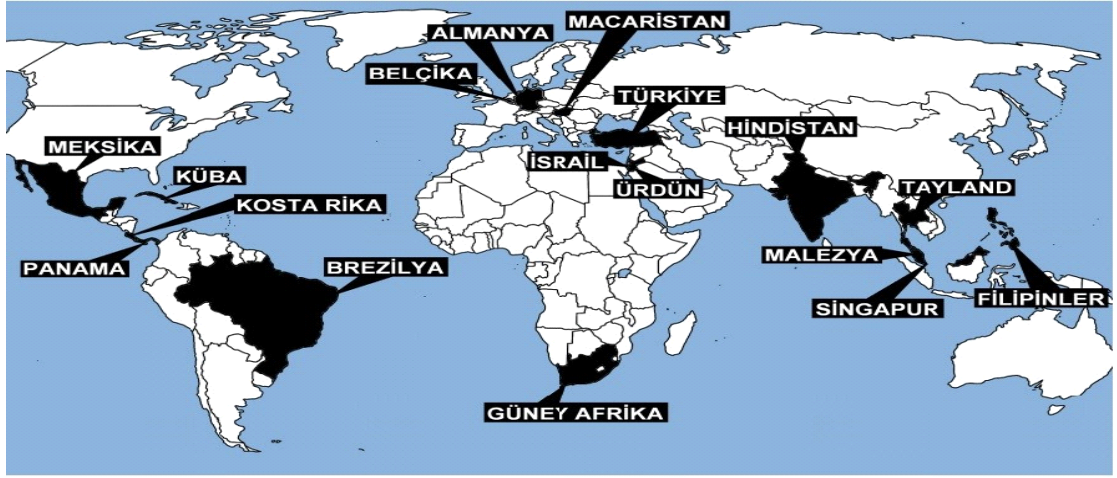 MACARİSTAN
ALMANYA
BELÇİKA
TÜRKİYE
HİNDİSTAN
MEKSİKA
İSRAİL
KÜBA
ÜRDÜN
TAYLAND
KOSTA RİKA
MALEZYA
PANAMA
BREZİLYA
FİLİPİNLER
SİNGAPUR
GÜNEY AFRİKA